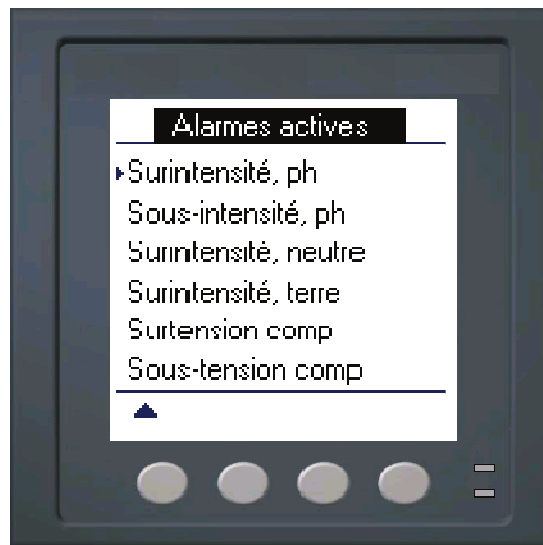 Alarmes actives
Surintensité, ph
Sous-intensité, ph
Surintensité, neutre
Surintensité, terre
Surtension comp
Sous-tension comp